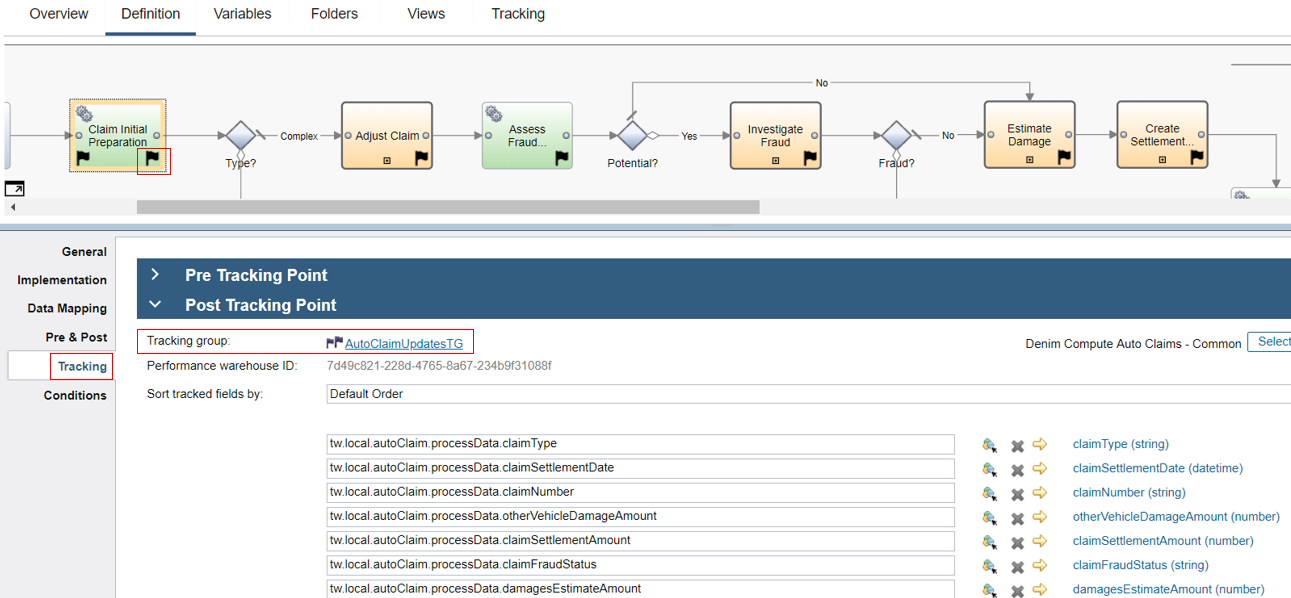 Overview Definition Variables Folders Views Tracking
No
Claim Initial
Preparation
Type?
Complex
Adjust Claim
Assess
Fraud...
Potential?
Yes
Investigate
Fraud
Fraud?
No
Estimate
Damage
Create
Settlement...
General
Implementation
Data Mapping
Pre & Post
Tracking
Conditions
Pre Tracking Point
Post Tracking Point
Tracking group: AutoClaimUpdatesTG Denim Compute Auto Claims - Common Select
Performance warehouse ID: 7d49c821-228d-4765-8a67-234b9f31088f
Sort tracked fields by: Default Order
tw.local.autoClaim.processData.claimType claimType (string)
tw.local.autoClaim.processData.claimSettlementDate claimSettlementDate (datetime)
tw.local.autoClaim.processData.claimNumber claimNumber (string)
tw.local.autoClaim.processData.otherVehicleDamageAmount otherVehicleDamageAmount (number)
tw.local.autoClaim.processData.claimSettlementAmount claimSettlementAmount (number)
tw.local.autoClaim.processData.claimFraudStatus claimFraudStatus (string)
tw.local.autoClaim.processData.damagesEstimateAmount damagesEstimateAmount (number)